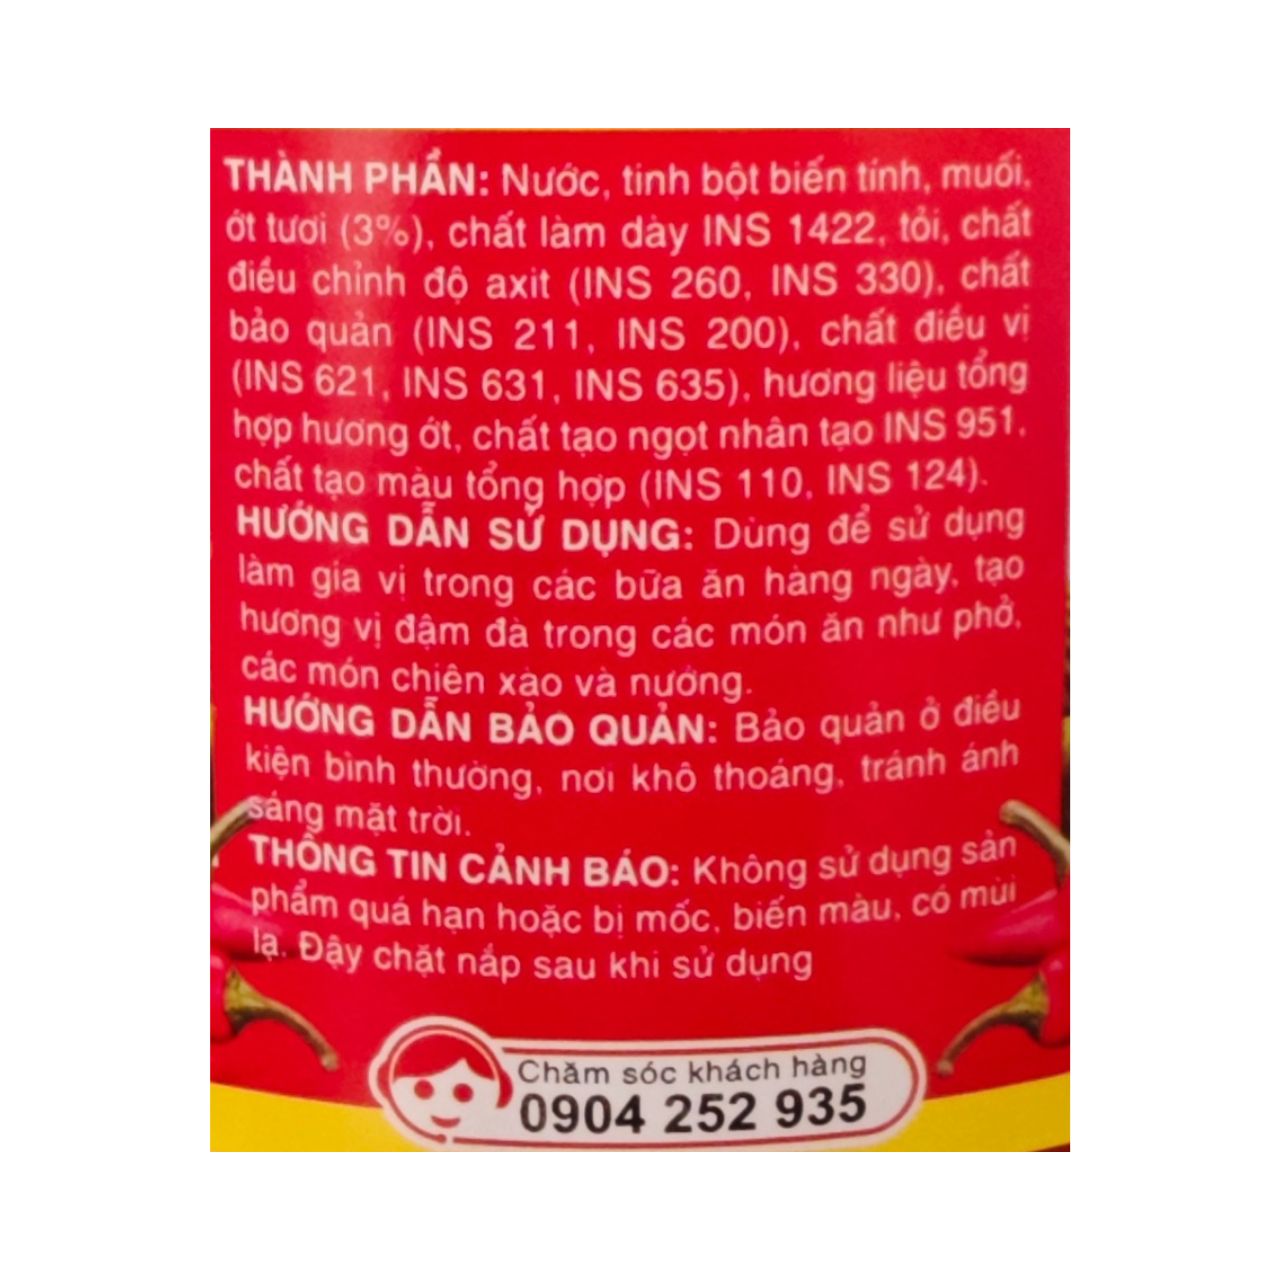 THÀNH PHẦN: Nước, tinh bột biến tính, muối,
ớt tươi (3%), chất làm dày INS 1422, tỏi, chất
điều chỉnh độ axit (INS 260, INS 330), chất
bảo quản (INS 211, INS 200), chất điều vị
(INS 621, INS 631, INS 635), hương liệu tổng
hợp hương ớt, chất tạo ngọt nhân tạo INS 951,
chất tạo màu tổng hợp (INS 110, INS 124).
HƯỚNG DẪN SỬ DỤNG: Dùng để sử dụng
làm gia vị trong các bữa ăn hàng ngày, tạo
hương vị đậm đà trong các món ăn như phở,
các món chiên xào và nướng.
HƯỚNG DẪN BẢO QUẢN: Bảo quản ở điều
kiện bình thường, nơi khô thoáng, tránh ánh
sáng mặt trời.
THÔNG TIN CẢNH BÁO: Không sử dụng sản
phẩm quá hạn hoặc bị mốc, biến màu, có mùi
lạ. Đậy chặt nắp sau khi sử dụng
Chăm sóc khách hàng
0904 252 935